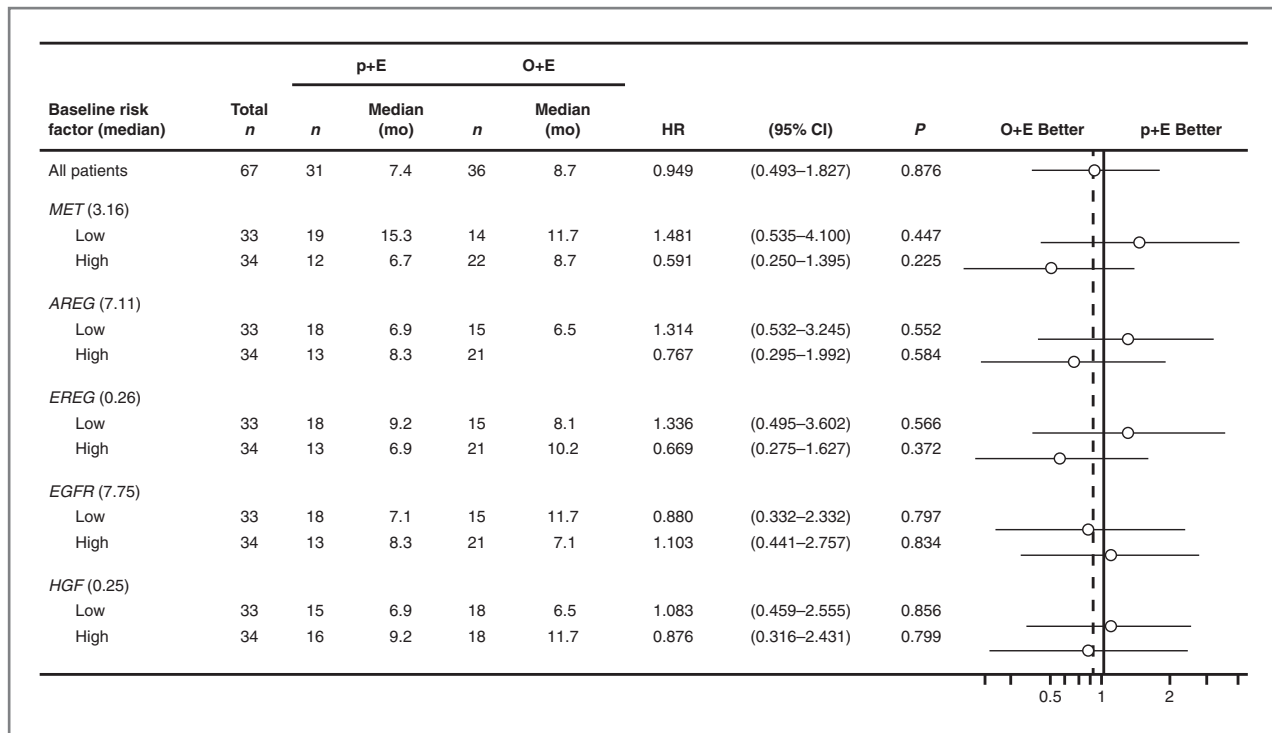 p+E O+E
Baseline risk Total Median Median
factor (median) n n (mo) n (mo) HR (95% CI) P O+E Better p+E Better
All patients 67 31 7.4 36 8.7 0.949 (0.493–1.827) 0.876
MET (3.16)
Low 33 19 15.3 14 11.7 1.481 (0.535–4.100) 0.447
High 34 12 6.7 22 8.7 0.591 (0.250–1.395) 0.225
AREG (7.11)
Low 33 18 6.9 15 6.5 1.314 (0.532–3.245) 0.552
High 34 13 8.3 21 0.767 (0.295–1.992) 0.584
EREG (0.26)
Low 33 18 9.2 15 8.1 1.336 (0.495–3.602) 0.566
High 34 13 6.9 21 10.2 0.669 (0.275–1.627) 0.372
EGFR (7.75)
Low 33 18 7.1 15 11.7 0.880 (0.332–2.332) 0.797
High 34 13 8.3 21 7.1 1.103 (0.441–2.757) 0.834
HGF (0.25)
Low 33 15 6.9 18 6.5 1.083 (0.459–2.555) 0.856
High 34 16 9.2 18 11.7 0.876 (0.316–2.431) 0.799
0.5 1 2